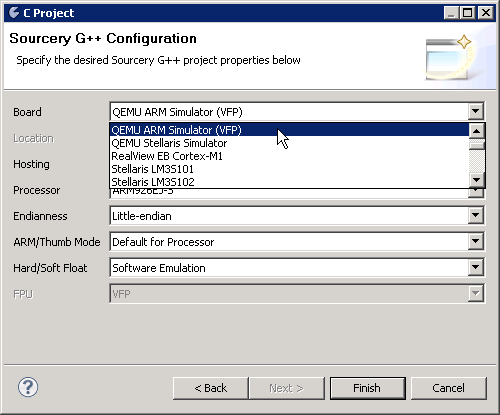 C Project
Sourcery G++ Configuration
Specify the desired Sourcery G++ project properties below
Board
QEMU ARM Simulator (VFP)
QEMU ARM Simulator (VFP)
Location
QEMU Stellaris Simulator
RealView EB Cortex-M1
Hosting
Stellaris LM3S101
Stellaris LM3S102
Processor
ARM926EJ-S
Endianness
Little-endian
ARM/Thumb Mode
Default for Processor
Hard/Soft Float
Software Emulation
FPU
VFP
?
< Back
Next >
Finish
Cancel